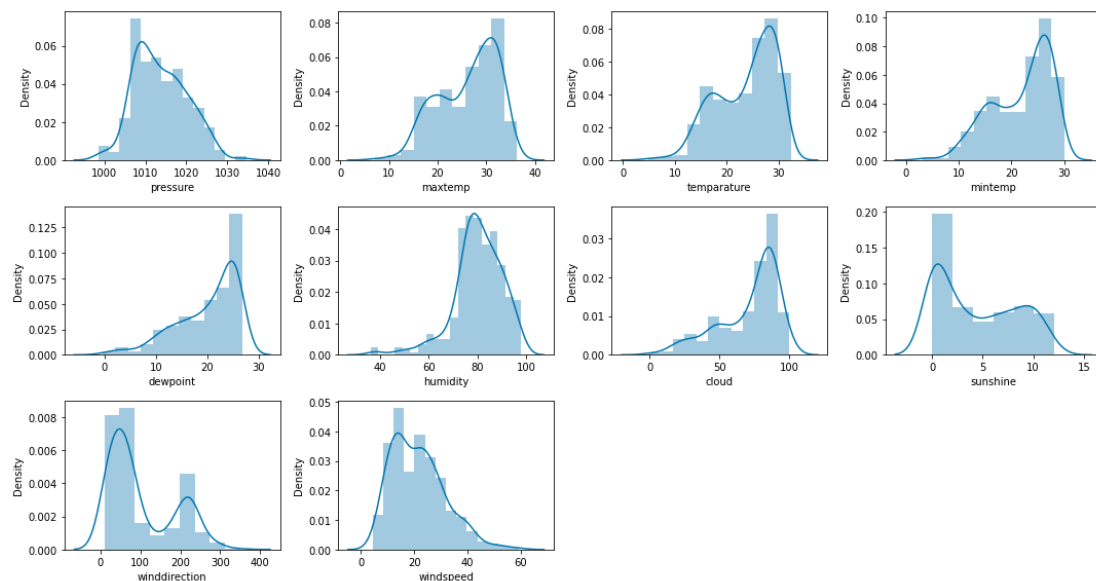 Density
0.00 0.02 0.04 0.06
1000 1010 1020 1030 1040
pressure
Density
0.00 0.02 0.04 0.06 0.08
0 10 20 30 40
maxtemp
Density
0.00 0.02 0.04 0.06 0.08
0 10 20 30
temparature
Density
0.00 0.02 0.04 0.06 0.08 0.10
0 10 20 30
mintemp
Density
0.000 0.025 0.050 0.075 0.100 0.125
0 10 20 30
dewpoint
Density
0.00 0.01 0.02 0.03 0.04
40 60 80 100
humidity
Density
0.00 0.01 0.02 0.03
0 50 100
cloud
Density
0.00 0.05 0.10 0.15 0.20
0 5 10 15
sunshine
Density
0.000 0.002 0.004 0.006 0.008
0 100 200 300 400
winddirection
Density
0.00 0.01 0.02 0.03 0.04 0.05
0 20 40 60
windspeed